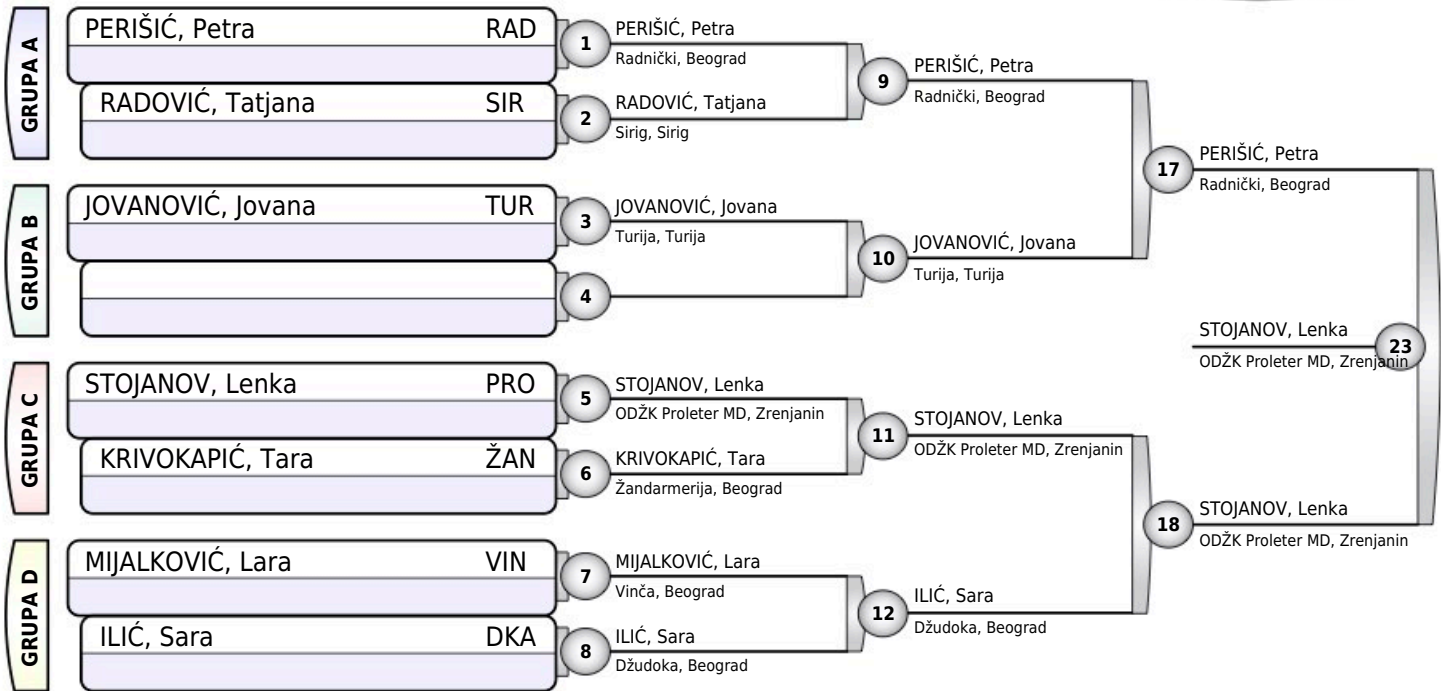 GRUPA A
PERIŠIĆ, Petra RAD
RADOVIĆ, Tatjana SIR
1
PERIŠIĆ, Petra
Radnički, Beograd
2
RADOVIĆ, Tatjana
Sirig, Sirig
9
PERIŠIĆ, Petra
Radnički, Beograd
GRUPA B
JOVANOVIĆ, Jovana TUR
3
JOVANOVIĆ, Jovana
Turija, Turija
4
10
JOVANOVIĆ, Jovana
Turija, Turija
17
PERIŠIĆ, Petra
Radnički, Beograd
GRUPA C
STOJANOV, Lenka PRO
KRIVOKAPIĆ, Tara ŽAN
5
STOJANOV, Lenka
ODŽK Proleter MD, Zrenjanin
6
KRIVOKAPIĆ, Tara
Žandarmerija, Beograd
11
STOJANOV, Lenka
ODŽK Proleter MD, Zrenjanin
GRUPA D
MIJALKOVIĆ, Lara VIN
ILIĆ, Sara DKA
7
MIJALKOVIĆ, Lara
Vinča, Beograd
8
ILIĆ, Sara
Džudoka, Beograd
12
ILIĆ, Sara
Džudoka, Beograd
18
STOJANOV, Lenka
ODŽK Proleter MD, Zrenjanin
STOJANOV, Lenka
ODŽK Proleter MD, Zrenjanin
23